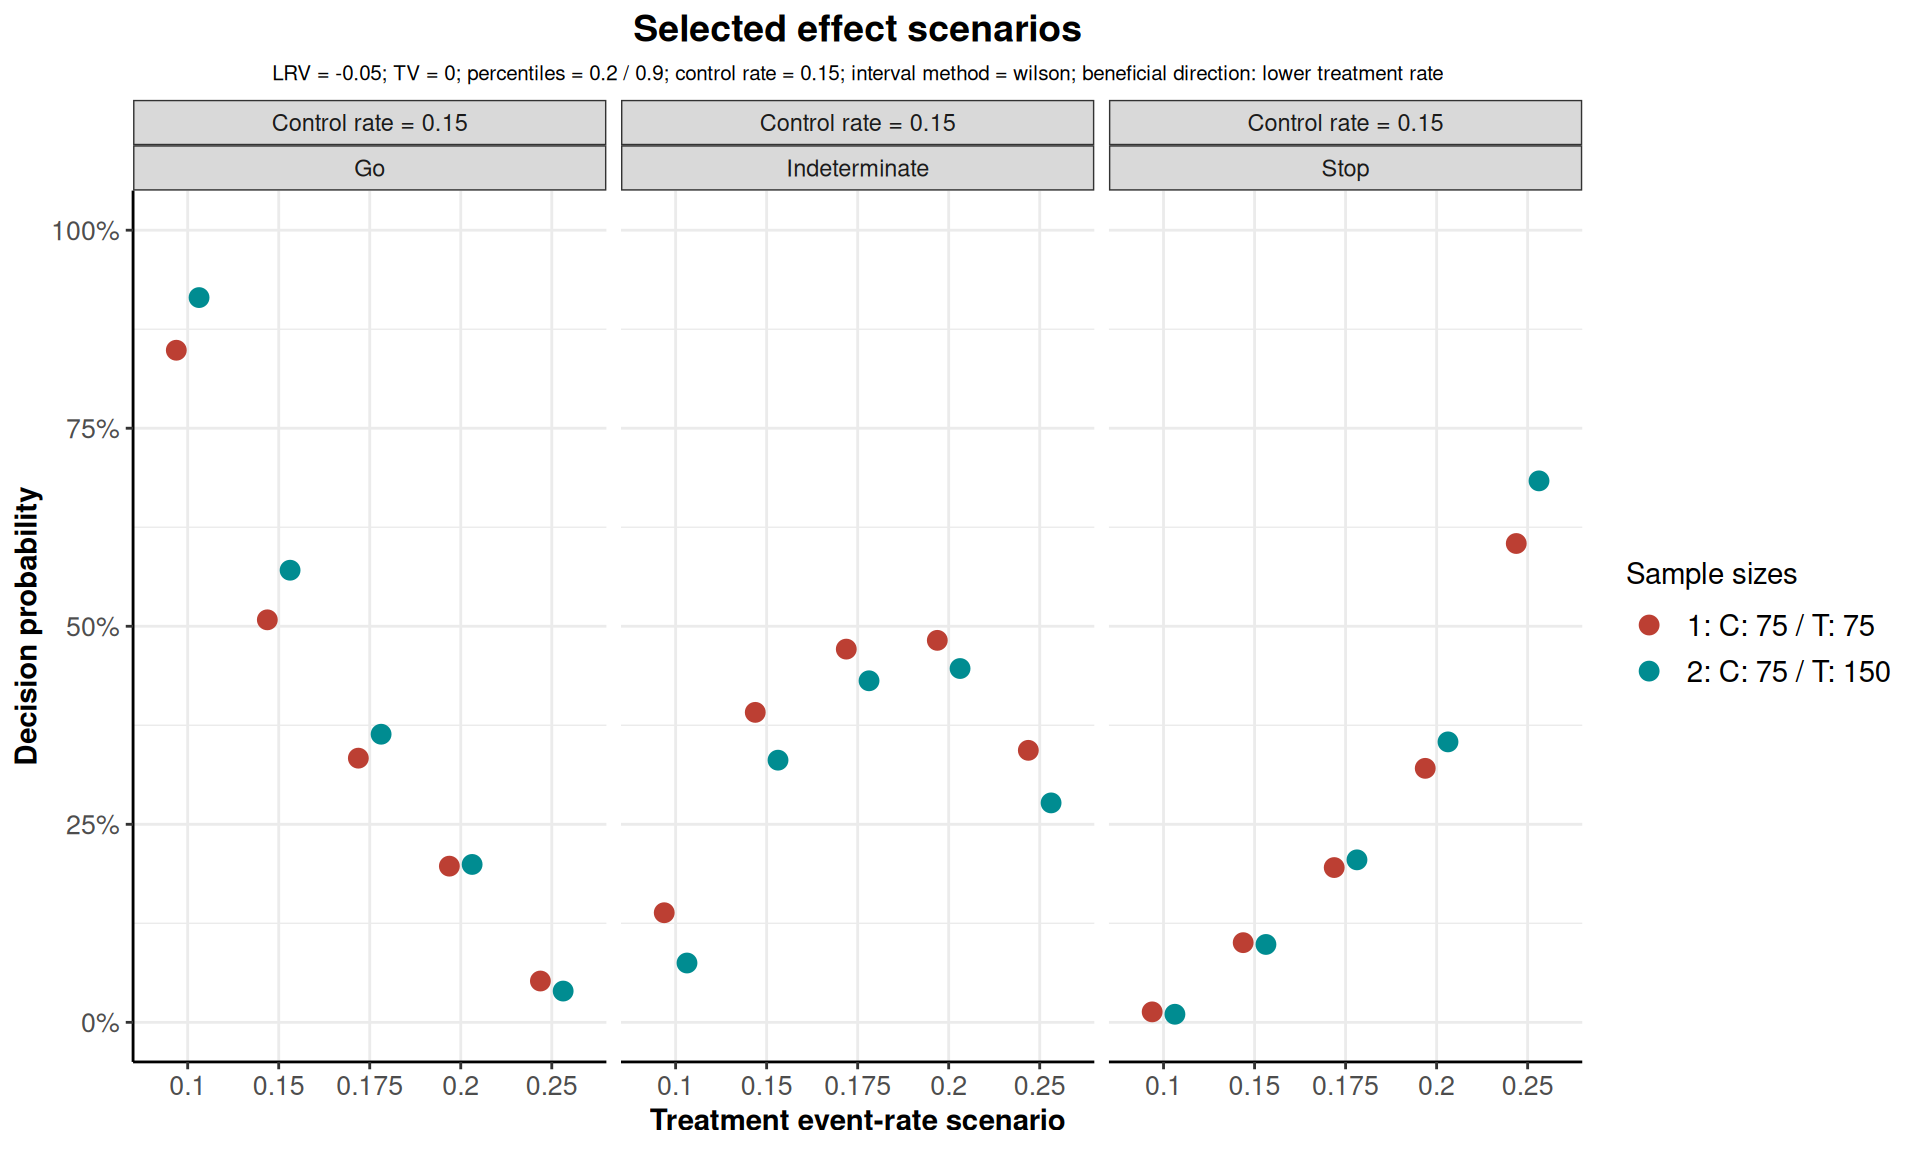 Selected effect scenarios
LRV = -0.05; TV = 0; percentiles = 0.2 / 0.9; control rate = 0.15; interval method = wilson; beneficial direction: lower treatment rate
Control rate = 0.15
Control rate = 0.15
Control rate = 0.15
Go
Indeterminate
Stop
Decision probability
100%
75%
50%
25%
0%
0.1 0.15 0.175 0.2 0.25
0.1 0.15 0.175 0.2 0.25
0.1 0.15 0.175 0.2 0.25
Treatment event-rate scenario
Sample sizes
1: C: 75 / T: 75
2: C: 75 / T: 150